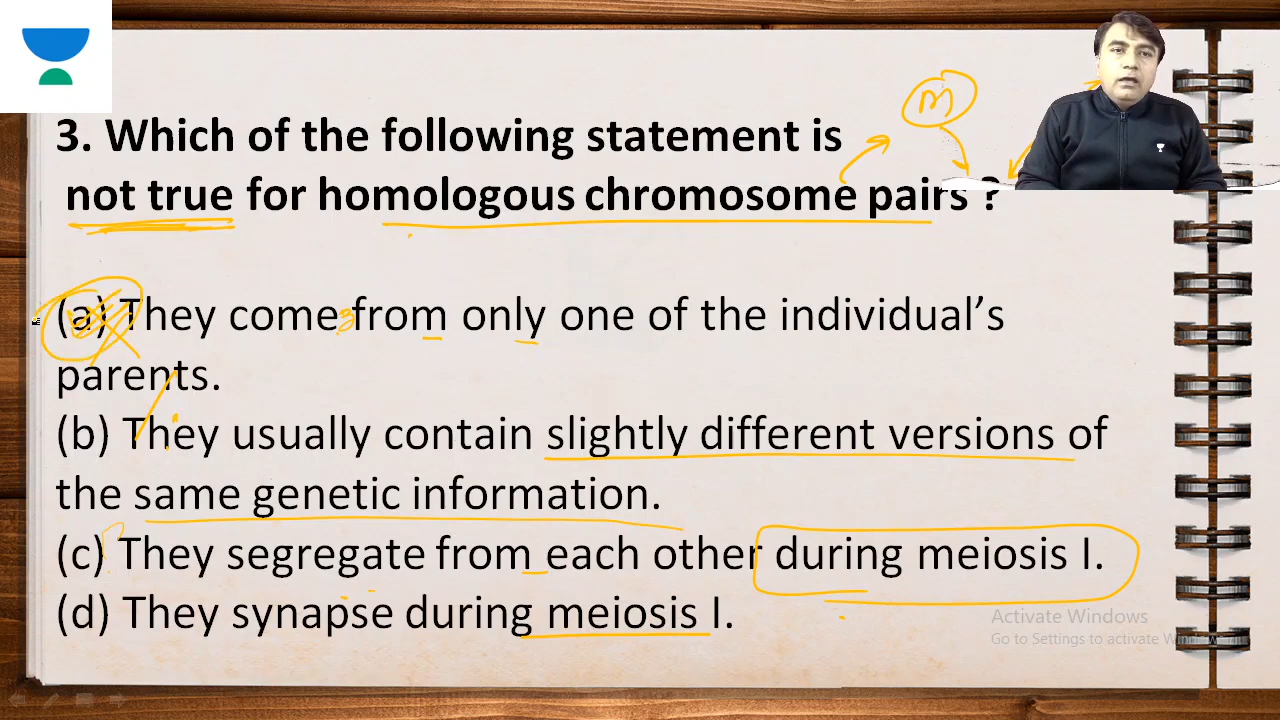 m
3. Which of the following statement is
not true for homologous chromosome pairs ?
(a) They come from only one of the individual’s
parents.
(b) They usually contain slightly different versions of
the same genetic information.
(c) They segregate from each other during meiosis I.
(d) They synapse during meiosis I.
Activate Windows
Go to Settings to activate Windows.